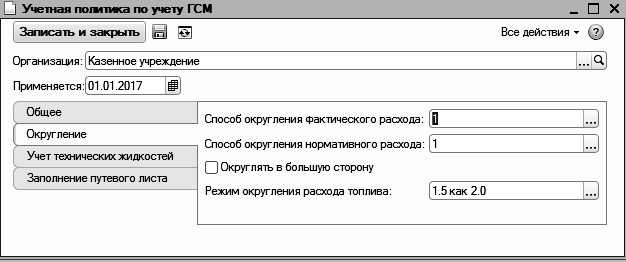 Учетная политика по учету ГСМ
Записать и закрыть Все действия ?
Организация: Казенное учреждение ...
Применяется: 01.01.2017
Общее
Округление
Учет технических жидкостей
Заполнение путевого листа
Способ округления фактического расхода: 1 ...
Способ округления нормативного расхода: 1 ...
Округлять в большую сторону
Режим округления расхода топлива: 1.5 как 2.0 ...